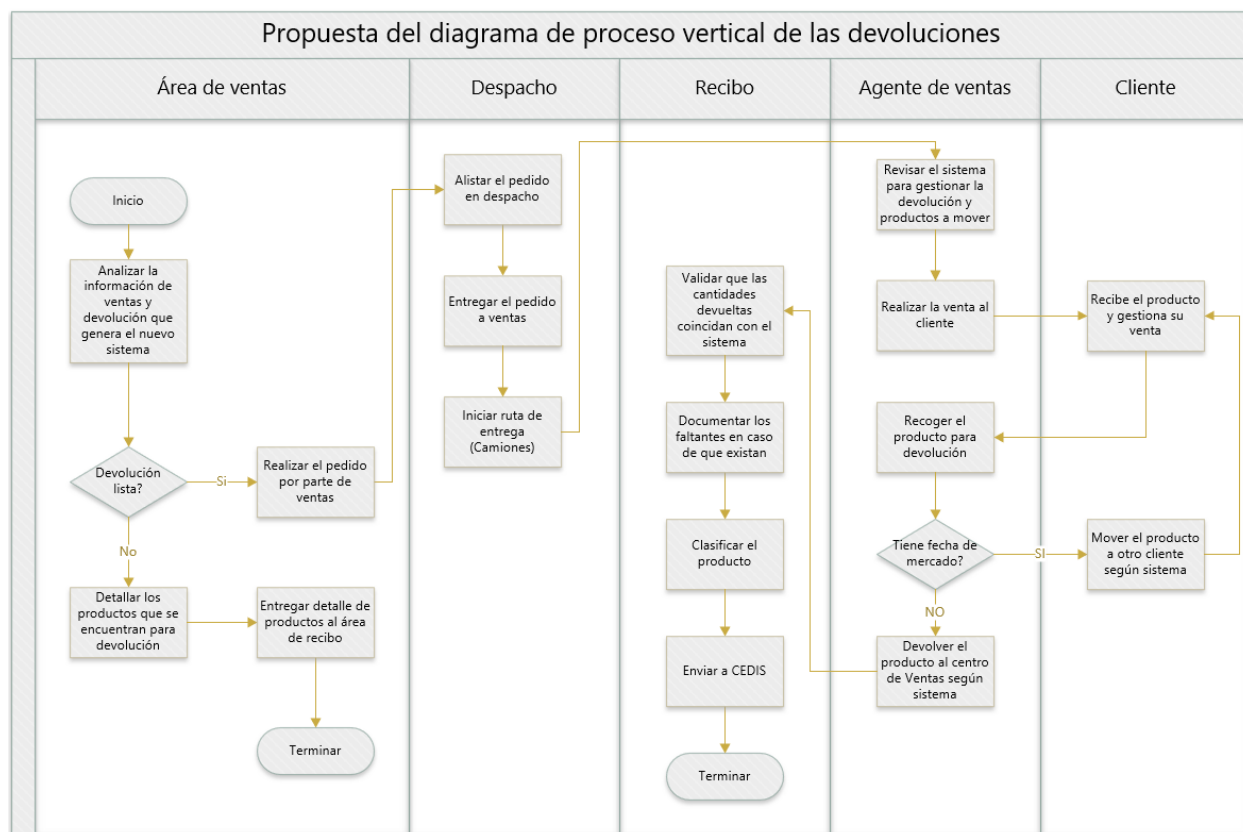 Propuesta del diagrama de proceso vertical de las devoluciones
Área de ventas
Despacho
Recibo
Agente de ventas
Cliente
Inicio
Analizar la
información de
ventas y
devolución que
genera el nuevo
sistema
Devolución
lista?
Si
Realizar el pedido
por parte de
ventas
No
Detallar los
productos que se
encuentran para
devolución
Entregar detalle de
productos al área
de recibo
Terminar
Alistar el pedido
en despacho
Entregar el pedido
a ventas
Iniciar ruta de
entrega
(Camiones)
Validar que las
cantidades
devueltas
coincidan con el
sistema
Documentar los
faltantes en caso
de que existan
Clasificar el
producto
Enviar a CEDIS
Terminar
Revisar el sistema
para gestionar la
devolución y
productos a mover
Realizar la venta al
cliente
Recoger el
producto para
devolución
Tiene fecha de
mercado?
SI
NO
Devolver el
producto al centro
de Ventas según
sistema
Recibe el producto
y gestiona su
venta
Mover el producto
a otro cliente
según sistema